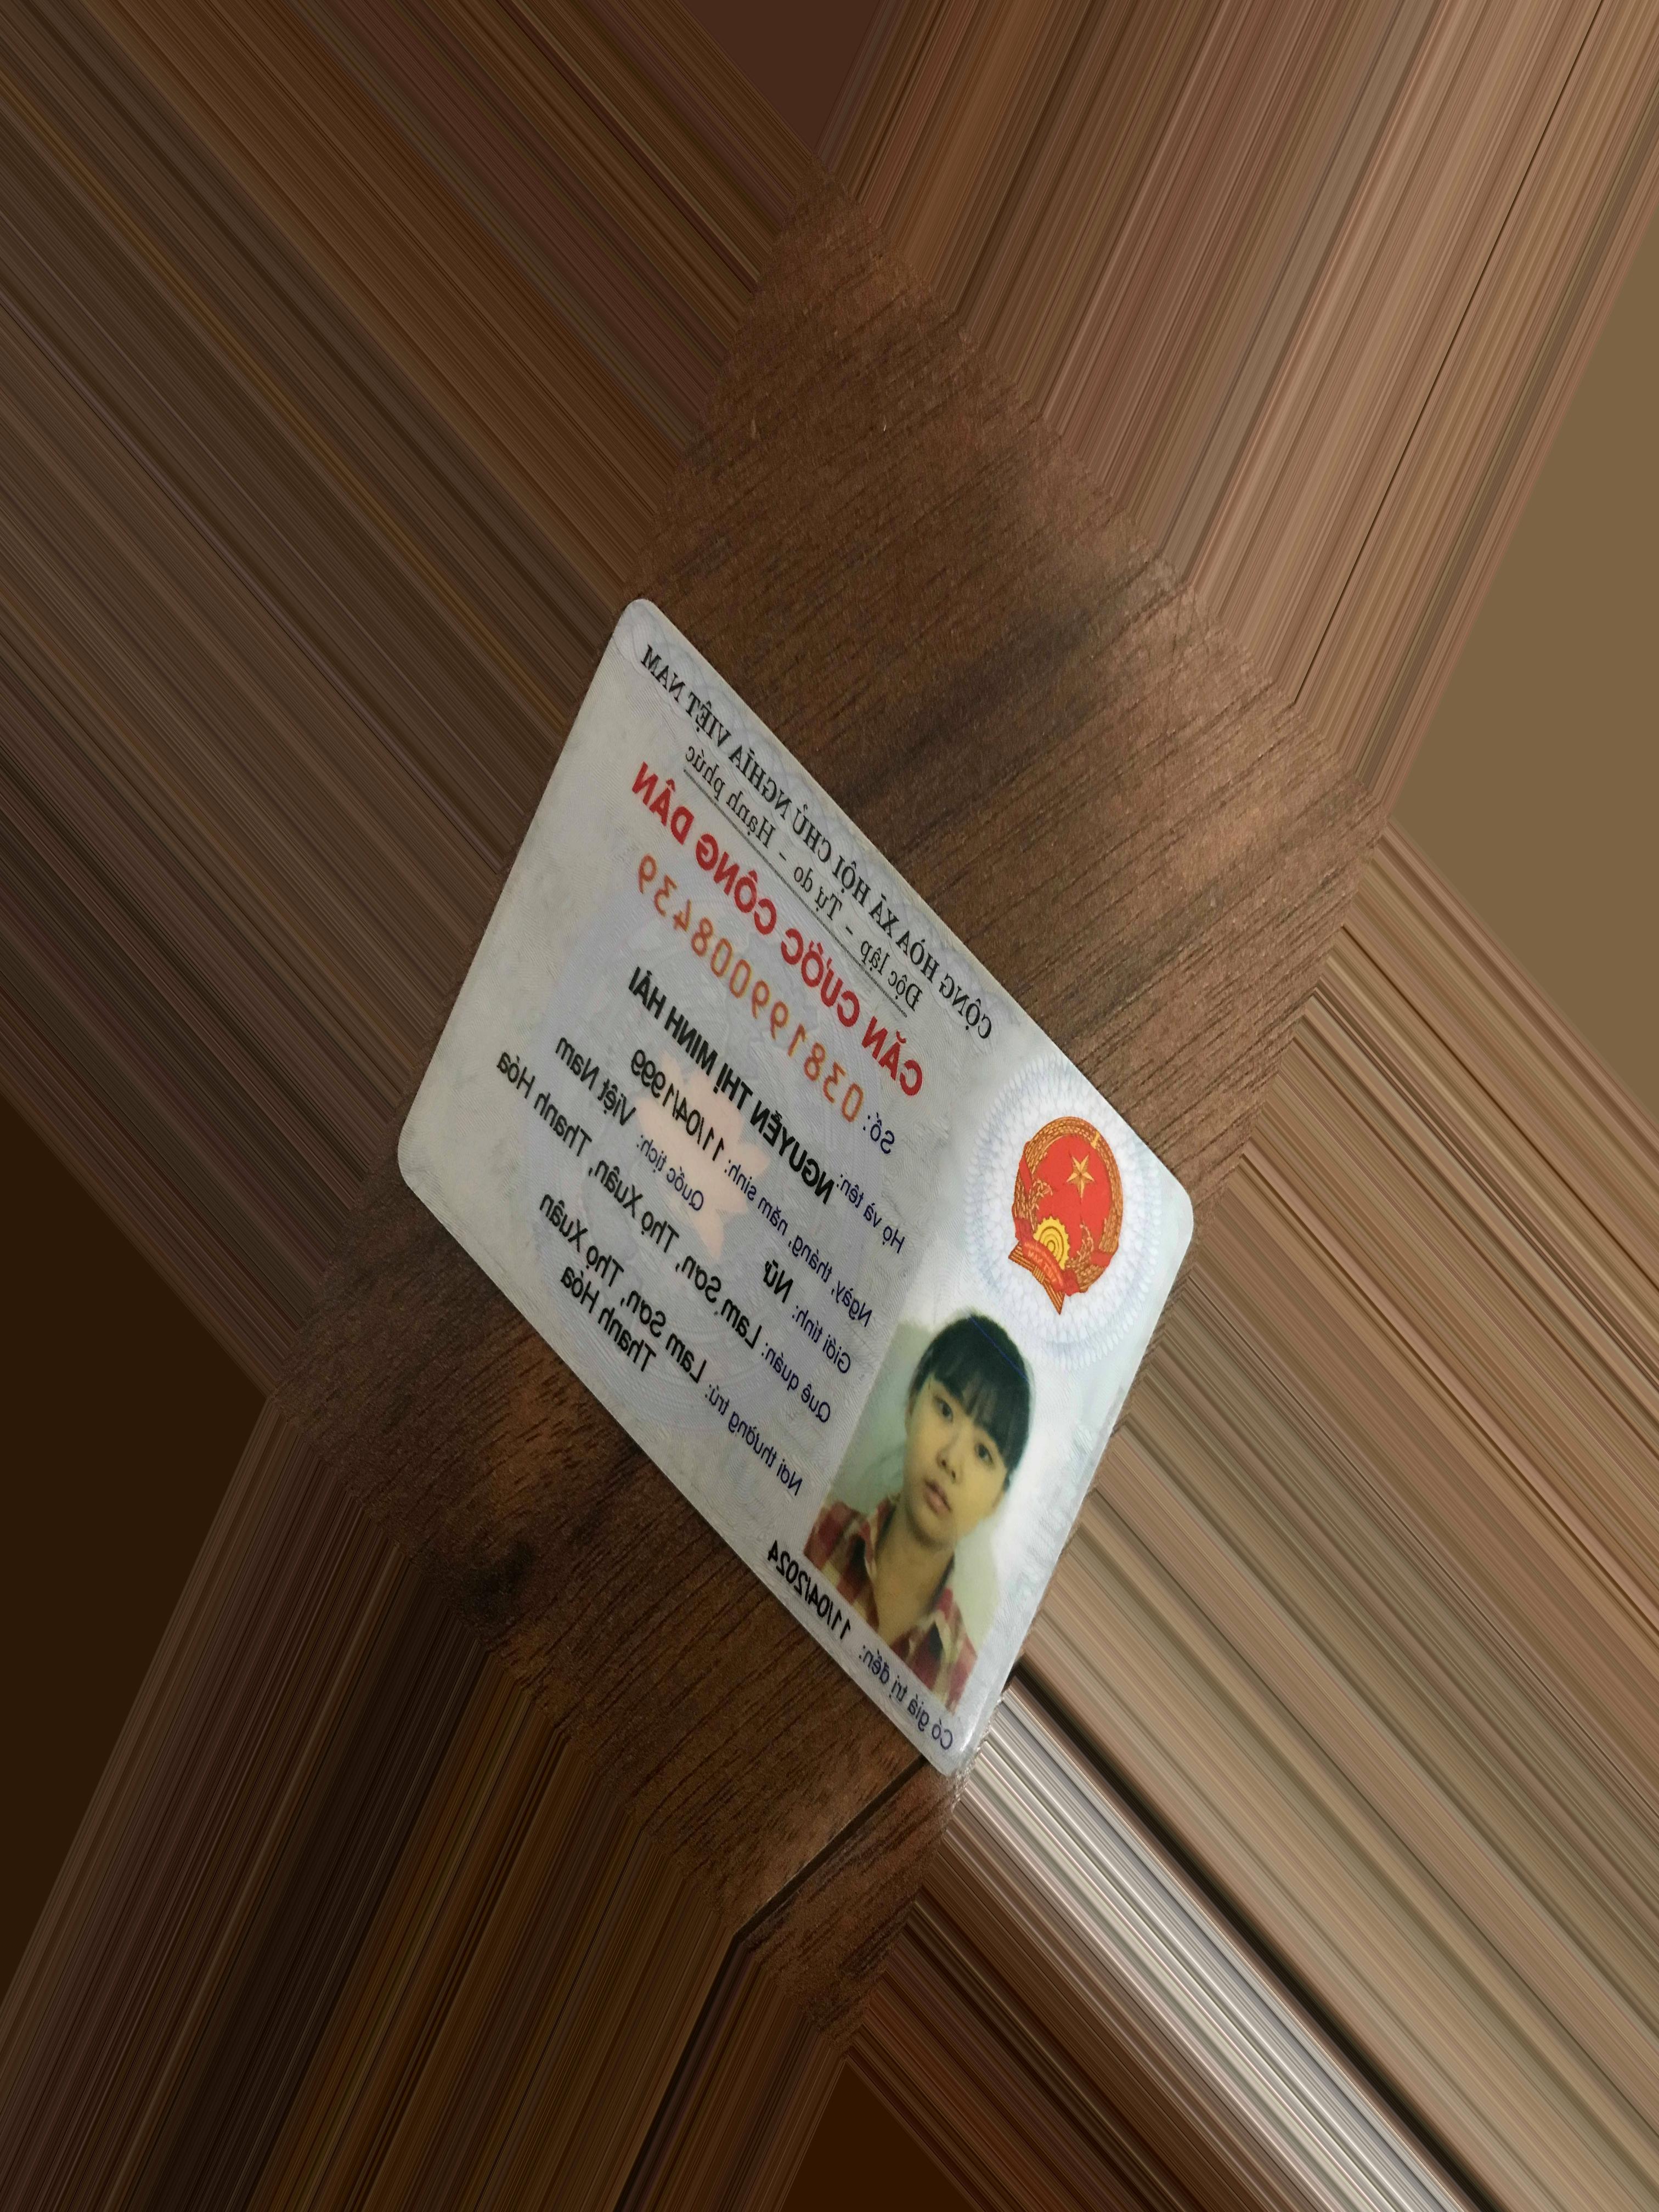 CỘNG HÒA XÃ HỘI CHỦ NGHĨA VIỆT NAM
Độc lập - Tự do - Hạnh phúc
CĂN CƯỚC CÔNG DÂN
Số: 038199008439
Họ và tên: NGUYỄN THỊ MINH HẢI
Ngày, tháng, năm sinh: 11/04/1999
Giới tính: Nữ Quốc tịch: Việt Nam
Quê quán: Lam Sơn, Thọ Xuân, Thanh Hóa
Nơi thường trú: Lam Sơn, Thọ Xuân
Thanh Hóa
Có giá trị đến: 11/04/2024